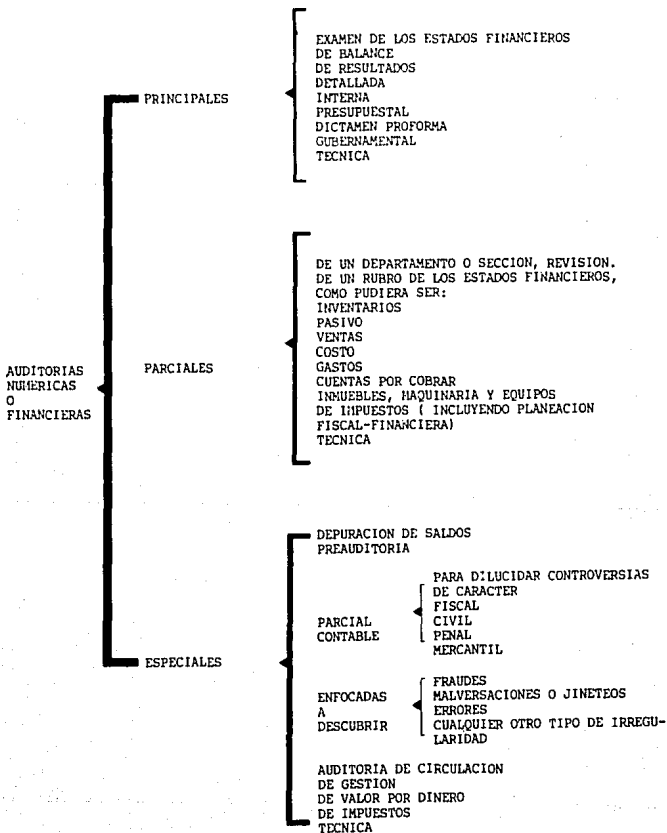 EXAMEN DE LOS ESTADOS FINANCIEROS
DE BALANCE
DE RESULTADOS
DETALLADA
PRINCIPALES
INTERNA
PRESUPUESTAL
DICTAMEN PROFORMA
GUBERNAMENTAL
TECNICA
DE UN DEPARTAMENTO O SECCION, REVISION.
DE UN RUBRO DE LOS ESTADOS FINANCIEROS,
COMO PUDIERA SER:
INVENTARIOS
PASIVO
VENTAS
AUDITORIAS
NUMERICAS
O
FINANCIERAS
PARCIALES
COSTO
GASTOS
CUENTAS POR COBRAR
INMUEBLES, MAQUINARIA Y EQUIPOS
DE IMPUESTOS ( INCLUYENDO PLANEACION
FISCAL-FINANCIERA)
TECNICA
DEPURACION DE SALDOS
PREAUDITORIA
PARCIAL
CONTABLE
PARA DILUCIDAR CONTROVERSIAS
DE CARACTER
FISCAL
CIVIL
PENAL
MERCANTIL
ESPECIALES
ENFOCADAS
A
DESCUBRIR
FRAUDES
MALVERSACIONES O JINETEOS
ERRORES
CUALQUIER OTRO TIPO DE IRREGU-
LARIDAD
AUDITORIA DE CIRCULACION
DE GESTION
DE VALOR POR DINERO
DE IMPUESTOS
TECNICA